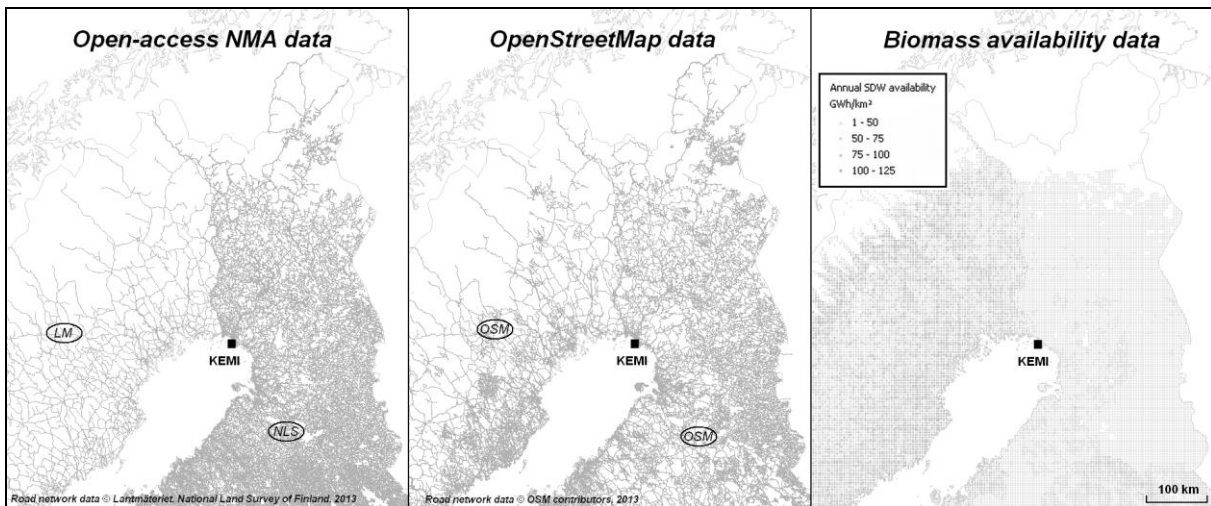 Open-access NMA data
LM
KEMI
NLS
Road network data © Lantmäteriet, National Land Survey of Finland, 2013
OpenStreetMap data
OSM
KEMI
OSM
Road network data © OSM contributors, 2013
Biomass availability data
Annual SDW availability
GWh/km²
1 - 50
50 - 75
75 - 100
100 - 125
KEMI
100 km